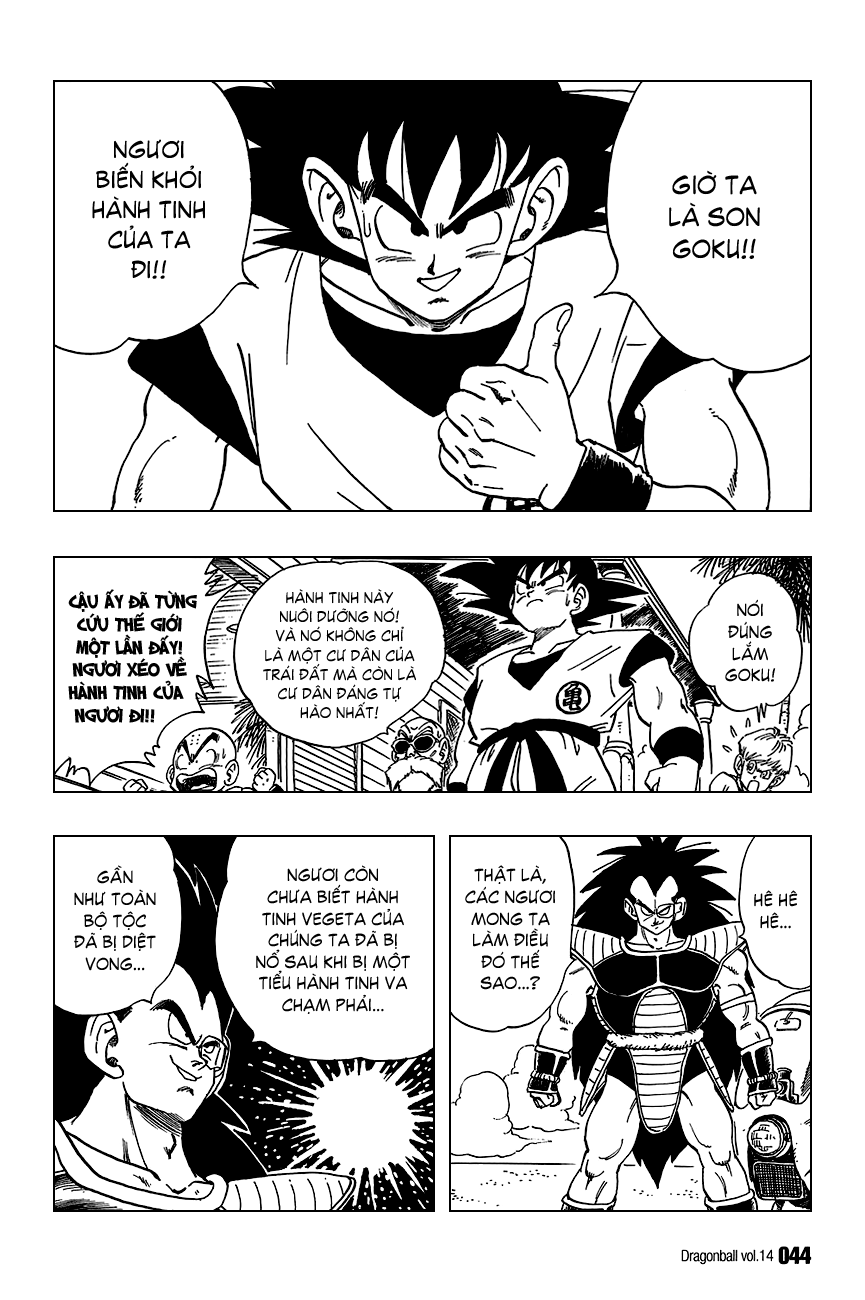 GIỜ TA
LÀ SON
GOKU!!
NGƯƠI
BIẾN KHỎI
HÀNH TINH
CỦA TA
ĐI!!
NÓI
ĐÚNG
LẮM
GOKU!
HÀNH TINH NÀY
NUÔI DƯỠNG NÓ!
VÀ NÓ KHÔNG CHỈ
LÀ MỘT CƯ DÂN CỦA
TRÁI ĐẤT MÀ CÒN LÀ
CƯ DÂN ĐÁNG TỰ
HÀO NHẤT!
亀
CẬU ẤY ĐÃ TỪNG
CỨU THẾ GIỚI
MỘT LẦN ĐẤY!
NGƯƠI XÉO VỀ
HÀNH TINH CỦA
NGƯƠI ĐI!!
HÊ HÊ
HÊ...
THẬT LÀ,
CÁC NGƯƠI
MONG TA
LÀM ĐIỀU
ĐÓ THẾ
SAO...?
NGƯƠI CÒN
CHƯA BIẾT HÀNH
TINH VEGETA CỦA
CHÚNG TA ĐÃ BỊ
NỔ SAU KHI BỊ MỘT
TIỂU HÀNH TINH VA
CHẠM PHẢI...
GẦN
NHƯ TOÀN
BỘ TỘC
ĐÃ BỊ DIỆT
VONG...
Dragonball vol.14 044